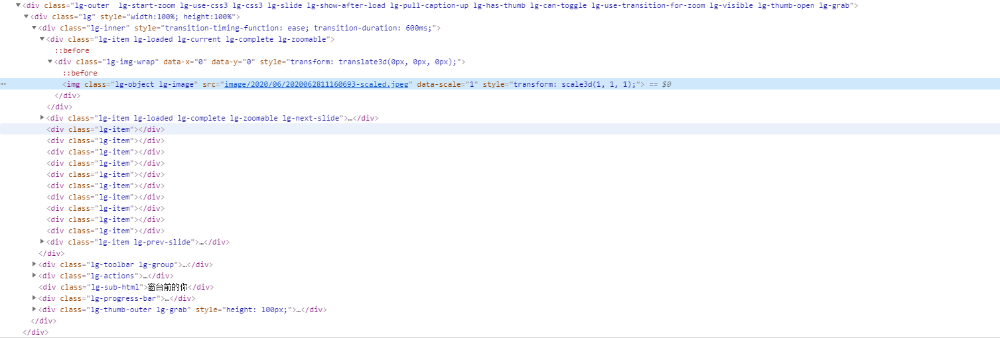 ▼<div class="lg-outer  lg-start-zoom lg-use-css3 lg-css3 lg-slide lg-show-after-load lg-pull-caption-up lg-has-thumb lg-can-toggle lg-use-transition-for-zoom lg-visible lg-thumb-open lg-grab">
▼<div class="lg" style="width:100%; height:100%">
▼<div class="lg-inner" style="transition-timing-function: ease; transition-duration: 600ms;">
▼<div class="lg-item lg-loaded lg-current lg-complete lg-zoomable">
::before
▼<div class="lg-img-wrap" data-x="0" data-y="0" style="transform: translate3d(0px, 0px, 0px);">
::before
<img class="lg-object lg-image" src="image/2020/06/2020062811160693-scaled.jpeg" data-scale="1" style="transform: scale3d(1, 1, 1);"> == $0
</div>
</div>
▶<div class="lg-item lg-loaded lg-complete lg-zoomable lg-next-slide">…</div>
<div class="lg-item"></div>
<div class="lg-item"></div>
<div class="lg-item"></div>
<div class="lg-item"></div>
<div class="lg-item"></div>
<div class="lg-item"></div>
<div class="lg-item"></div>
<div class="lg-item"></div>
<div class="lg-item"></div>
<div class="lg-item"></div>
▶<div class="lg-item lg-prev-slide">…</div>
</div>
▶<div class="lg-toolbar lg-group">…</div>
▶<div class="lg-actions">…</div>
<div class="lg-sub-html">窗台前的你</div>
▶<div class="lg-progress-bar">…</div>
▶<div class="lg-thumb-outer lg-grab" style="height: 100px;">…</div>
</div>
</div>